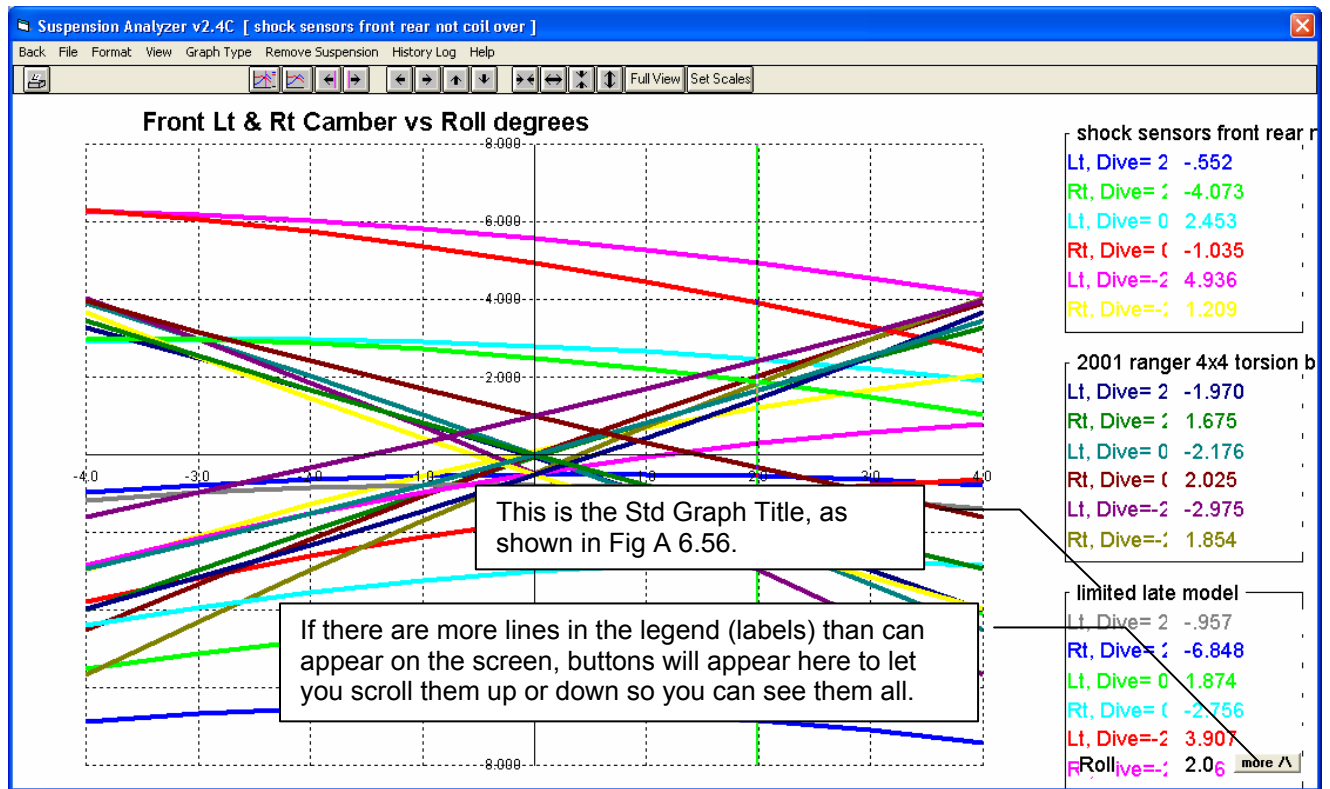 Suspension Analyzer v2.4C [ shock sensors front rear not coil over ]
Back File Format View Graph Type Remove Suspension History Log Help
Full View Set Scales
Front Lt & Rt Camber vs Roll degrees
8.000
6.000
4.000
2.000
-4.0 -3.0 -2.0 -1.0 1.0 2.0 3.0 4.0
-8.000
shock sensors front rear
Lt, Dive= 2 -.552
Rt, Dive= -4.073
Lt, Dive= 0 2.453
Rt, Dive= -1.035
Lt, Dive=-2 4.936
Rt, Dive=- 1.209
2001 ranger 4x4 torsion b
Lt, Dive= 2 -1.970
Rt, Dive= 1.675
Lt, Dive= 0 -2.176
Rt, Dive= 2.025
Lt, Dive=-2 -2.975
Rt, Dive=- 1.854
limited late model
Lt, Dive= 2 -.957
Rt, Dive= -6.848
Lt, Dive= 0 1.874
Rt, Dive= -2.756
Lt, Dive=-2 3.907
Roll 2.0 more /\
This is the Std Graph Title, as
shown in Fig A 6.56.
If there are more lines in the legend (labels) than can
appear on the screen, buttons will appear here to let
you scroll them up or down so you can see them all.